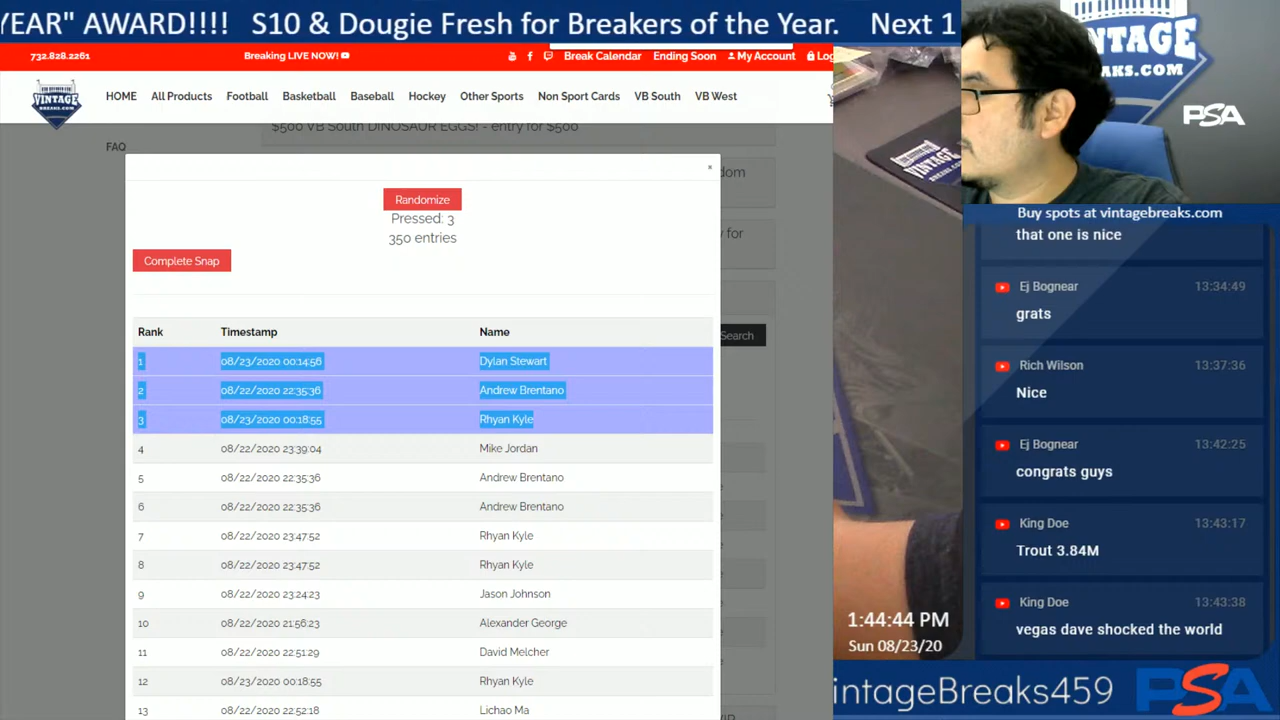 YEAR" AWARD!!!! S10 & Dougie Fresh for Breakers of the Year. Next 1
732.828.2261 Breaking LIVE NOW! Break Calendar Ending Soon My Account Log
VINTAGE BREAKS.COM HOME All Products Football Basketball Baseball Hockey Other Sports Non Sport Cards VB South VB West
$500 VB South DINOSAUR EGGS! - entry for $500
FAQ
×
dom
y for
Search
Randomize
Pressed: 3
350 entries
Complete Snap
Rank Timestamp Name
1 08/23/2020 00:14:56 Dylan Stewart
2 08/22/2020 22:35:36 Andrew Brentano
3 08/23/2020 00:18:55 Rhyan Kyle
4 08/22/2020 23:39:04 Mike Jordan
5 08/22/2020 22:35:36 Andrew Brentano
6 08/22/2020 22:35:36 Andrew Brentano
7 08/22/2020 23:47:52 Rhyan Kyle
8 08/22/2020 23:47:52 Rhyan Kyle
9 08/22/2020 23:24:23 Jason Johnson
10 08/22/2020 21:56:23 Alexander George
11 08/22/2020 22:51:29 David Melcher
12 08/23/2020 00:18:55 Rhyan Kyle
13 08/22/2020 22:52:18 Lichao Ma
VINTAGE
NTAGE
AKS.COM
PSA
Buy spots at vintagebreaks.com
that one is nice
Ej Bognear 13:34:49
grats
Rich Wilson 13:37:36
Nice
Ej Bognear 13:42:25
congrats guys
King Doe 13:43:17
Trout 3.84M
King Doe 13:43:38
vegas dave shocked the world
1:44:44 PM
Sun 08/23/20
intageBreaks459 PSA